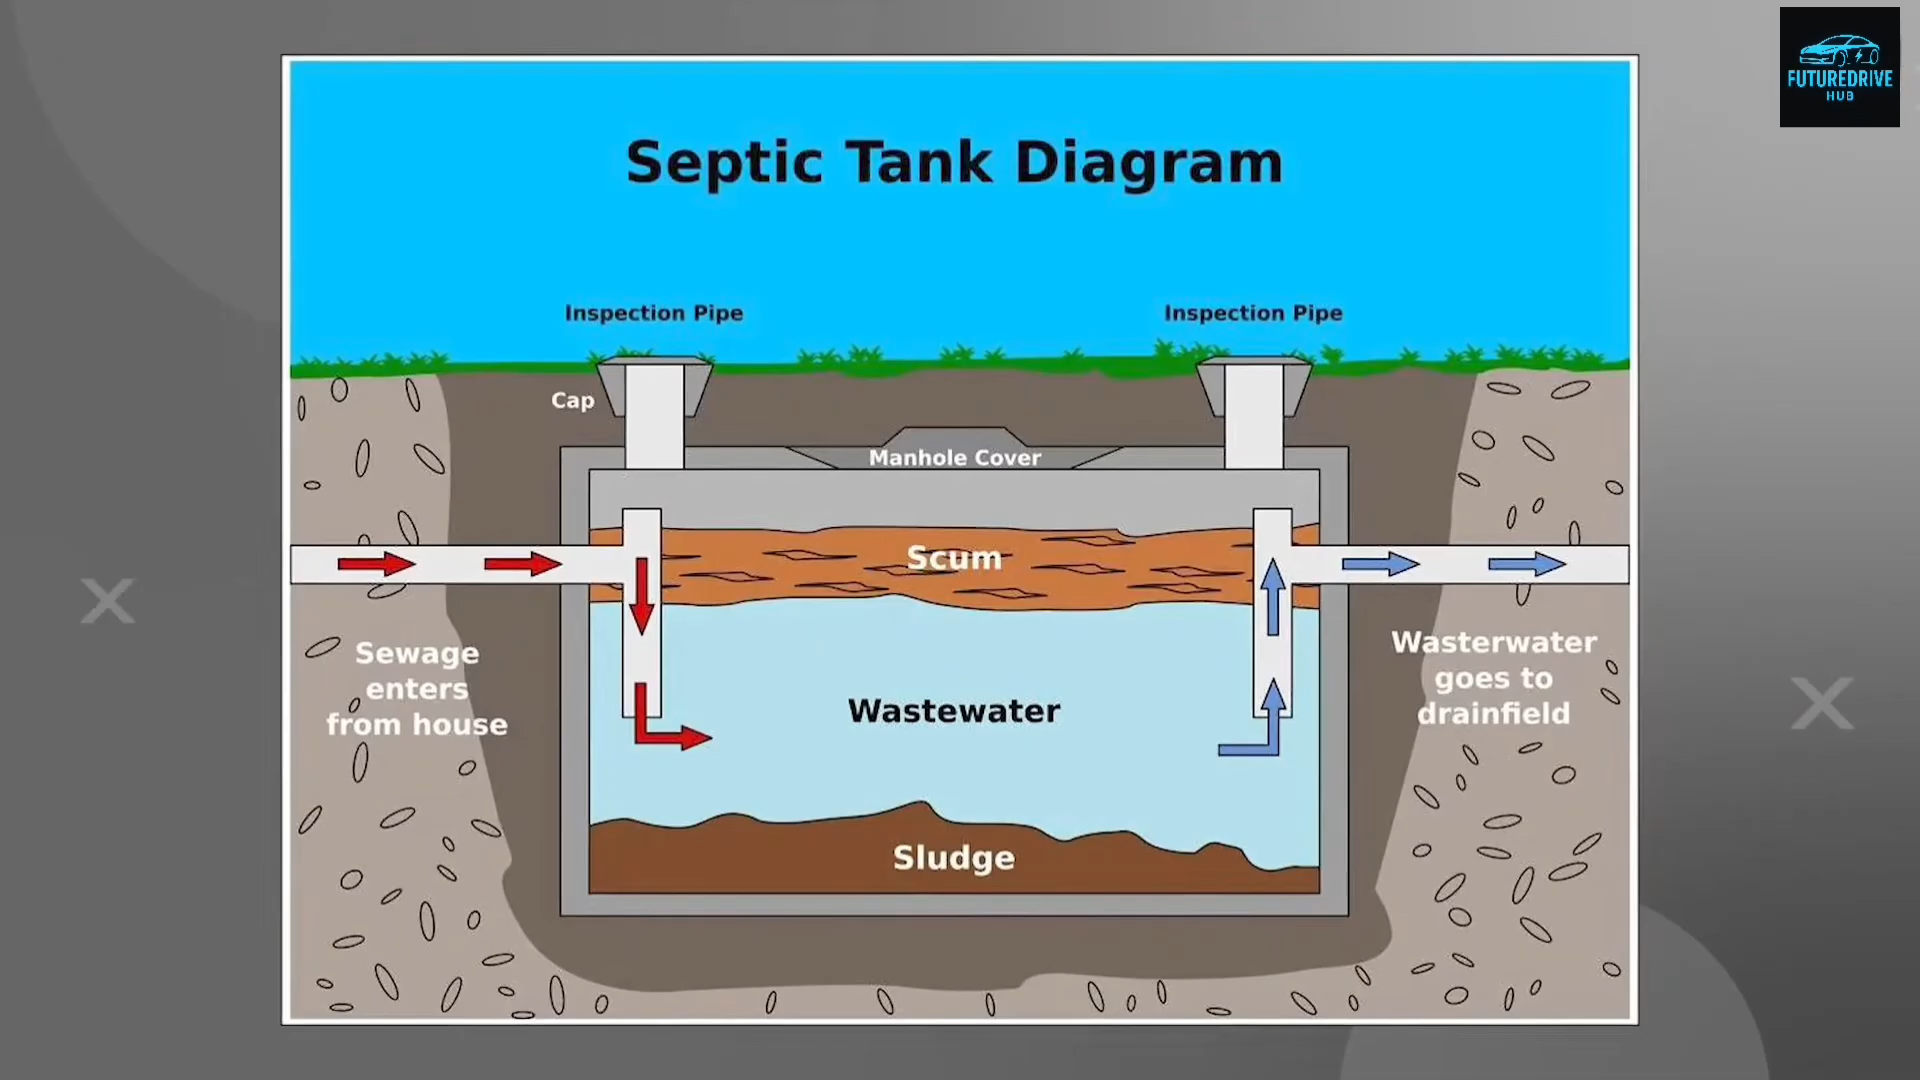 FUTUREDRIVE
HUB
Septic Tank Diagram
Inspection Pipe
Inspection Pipe
Cap
Manhole Cover
Scum
Sewage
enters
from house
Wasterwater
goes to
drainfield
Wastewater
Sludge